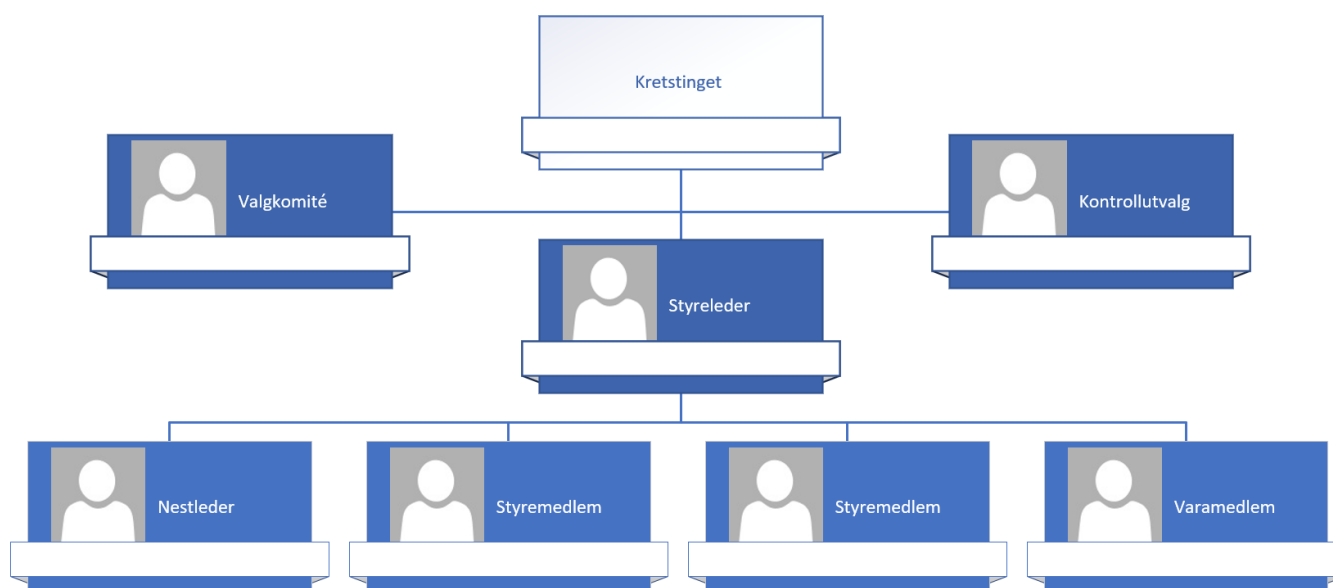 Kretstinget
Valgkomité
Kontrollutvalg
Styreleder
Nestleder
Styremedlem
Styremedlem
Varamedlem